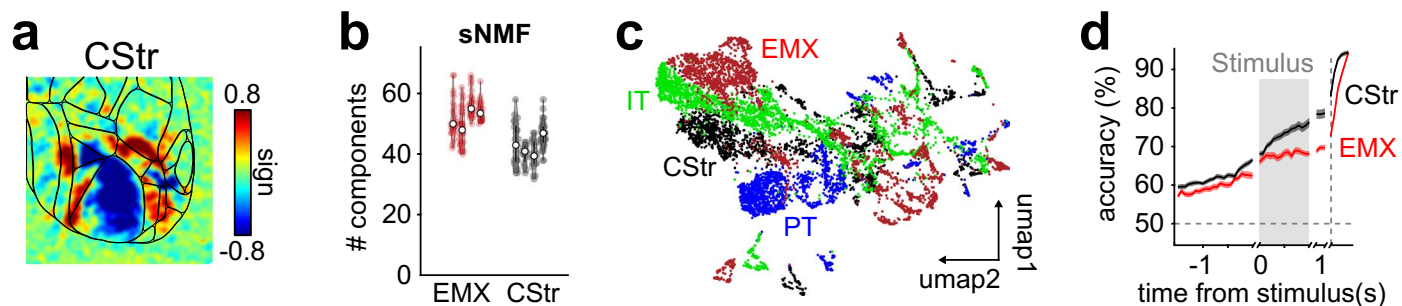 a
CStr
0.8
sign
-0.8
b
sNMF
# components
60
40
20
0
EMX CStr
c
EMX
IT
CStr
PT
umap1
umap2
d
Stimulus
accuracy (%)
90
80
70
60
50
CStr
EMX
-1 0 1
time from stimulus(s)